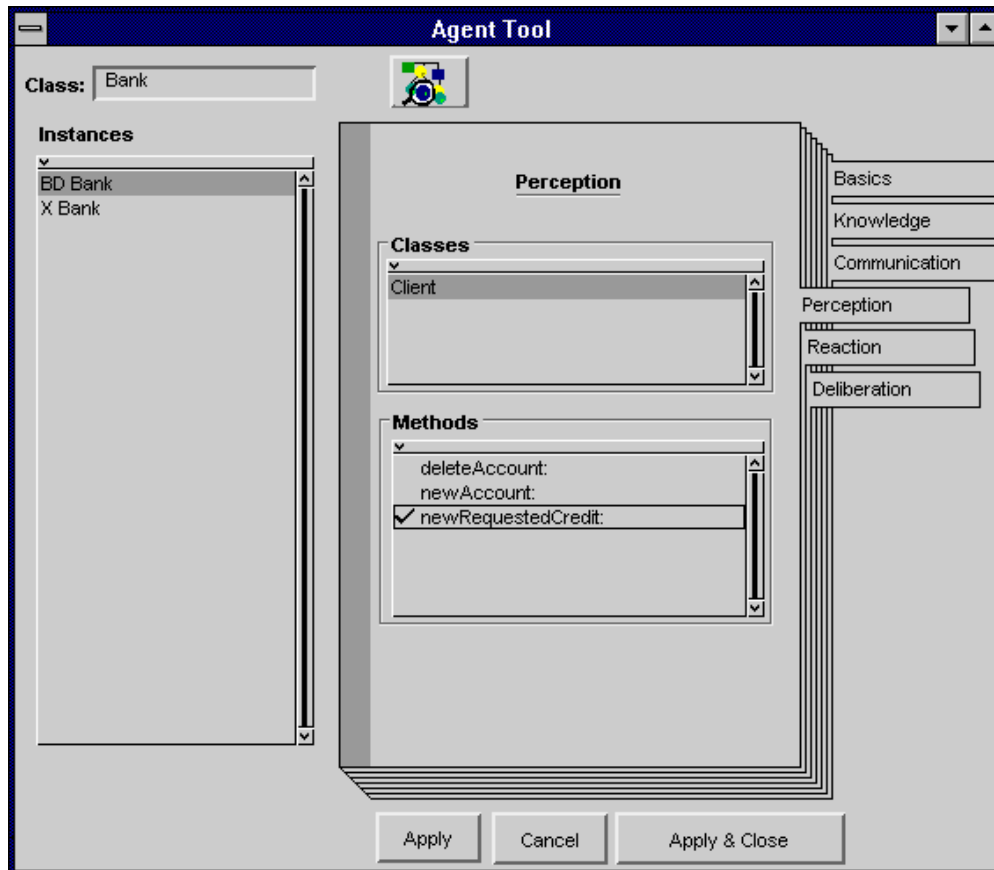 Agent Tool
Class: Bank
Instances
BD Bank
X Bank
Perception
Classes
Client
Methods
deleteAccount:
newAccount:
newRequestedCredit:
Basics
Knowledge
Communication
Perception
Reaction
Deliberation
Apply
Cancel
Apply & Close